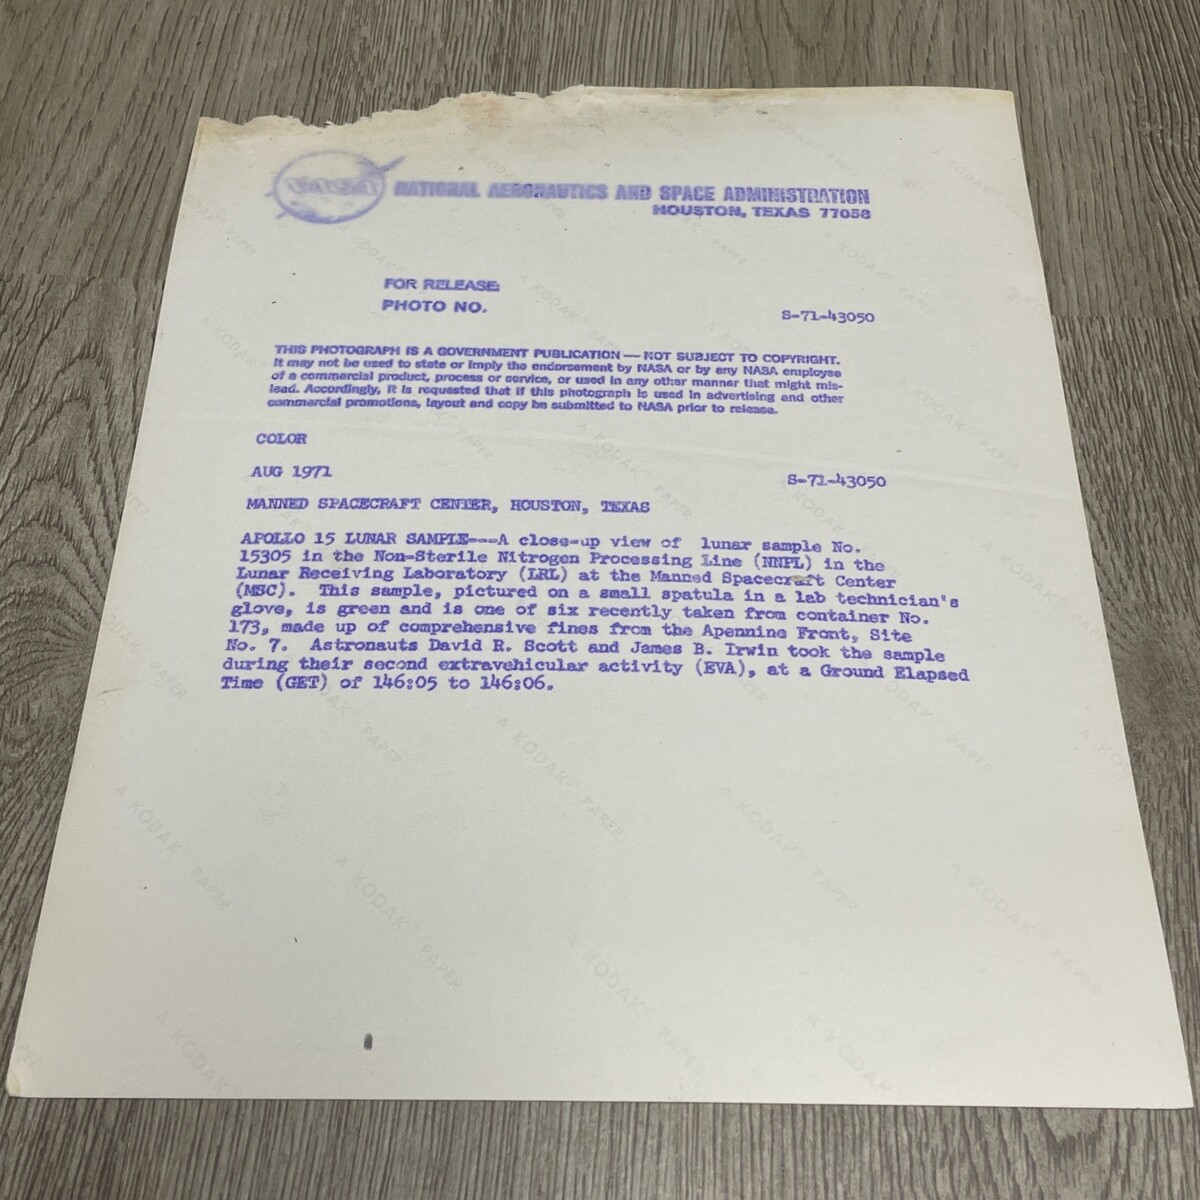 NASA NATIONAL AERONAUTICS AND SPACE ADMINISTRATION
HOUSTON, TEXAS 77058
FOR RELEASE:
PHOTO NO. S-71-43050
THIS PHOTOGRAPH IS A GOVERNMENT PUBLICATION — NOT SUBJECT TO COPYRIGHT.
It may not be used to state or imply the endorsement by NASA or by any NASA employee
of a commercial product, process or service, or used in any other manner that might mis-
lead. Accordingly, it is requested that if this photograph is used in advertising and other
commercial promotions, layout and copy be submitted to NASA prior to release.
COLOR
AUG 1971 S-71-43050
MANNED SPACECRAFT CENTER, HOUSTON, TEXAS
APOLLO 15 LUNAR SAMPLE---A close-up view of lunar sample No.
15305 in the Non-Sterile Nitrogen Processing Line (NNPL) in the
Lunar Receiving Laboratory (LRL) at the Manned Spacecraft Center
(MSC). This sample, pictured on a small spatula in a lab technician's
glove, is green and is one of six recently taken from container No.
173, made up of comprehensive fines from the Apennine Front, Site
No. 7. Astronauts David R. Scott and James B. Irwin took the sample
during their second extravehicular activity (EVA), at a Ground Elapsed
Time (GET) of 146:05 to 146:06.
A KODAK PAPER